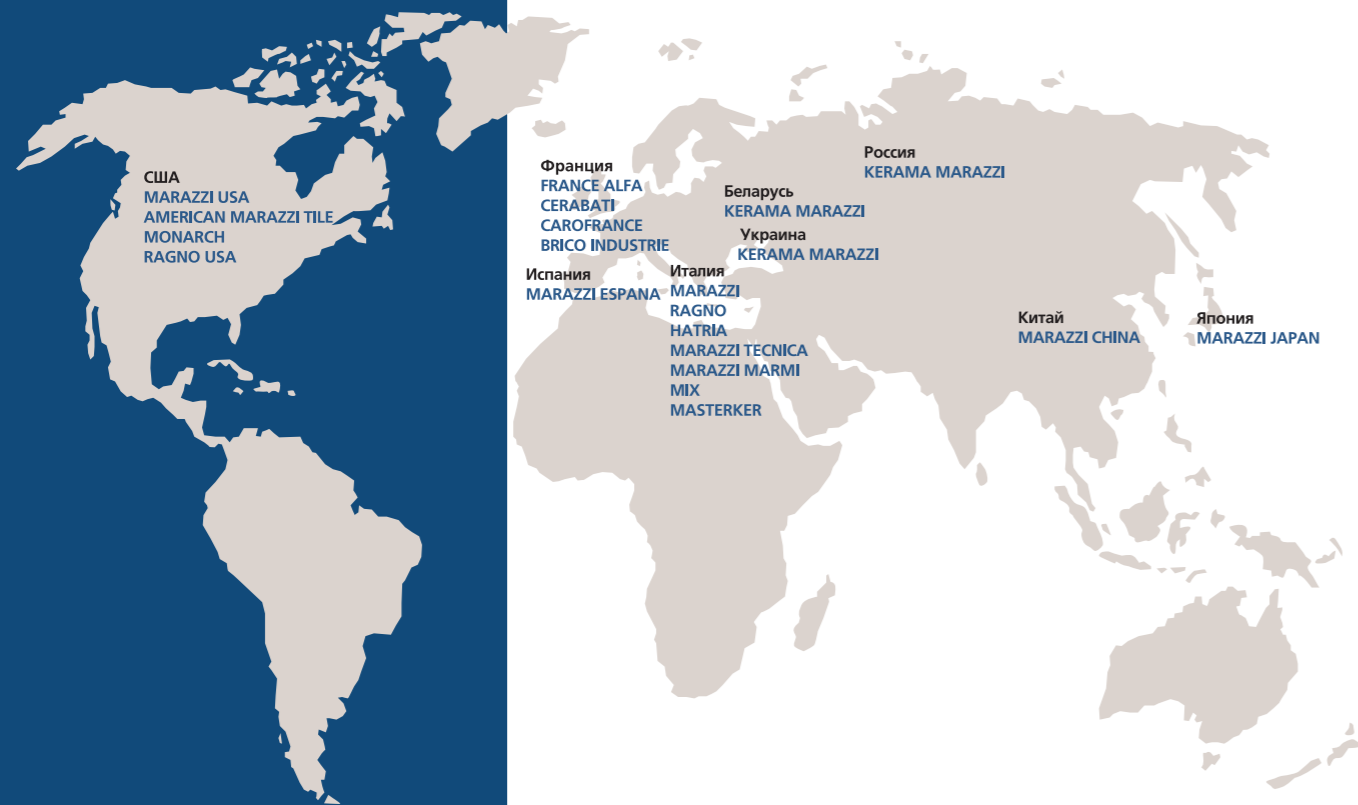 США
MARAZZI USA
AMERICAN MARAZZI TILE
MONARCH
RAGNO USA
Франция
FRANCE ALFA
CERABATI
CAROFRANCE
BRICO INDUSTRIE
Испания
MARAZZI ESPANA
Италия
MARAZZI
RAGNO
HATRIA
MARAZZI TECNICA
MARAZZI MARMI
MIX
MASTERKER
Беларусь
KERAMA MARAZZI
Украина
KERAMA MARAZZI
Россия
KERAMA MARAZZI
Китай
MARAZZI CHINA
Япония
MARAZZI JAPAN